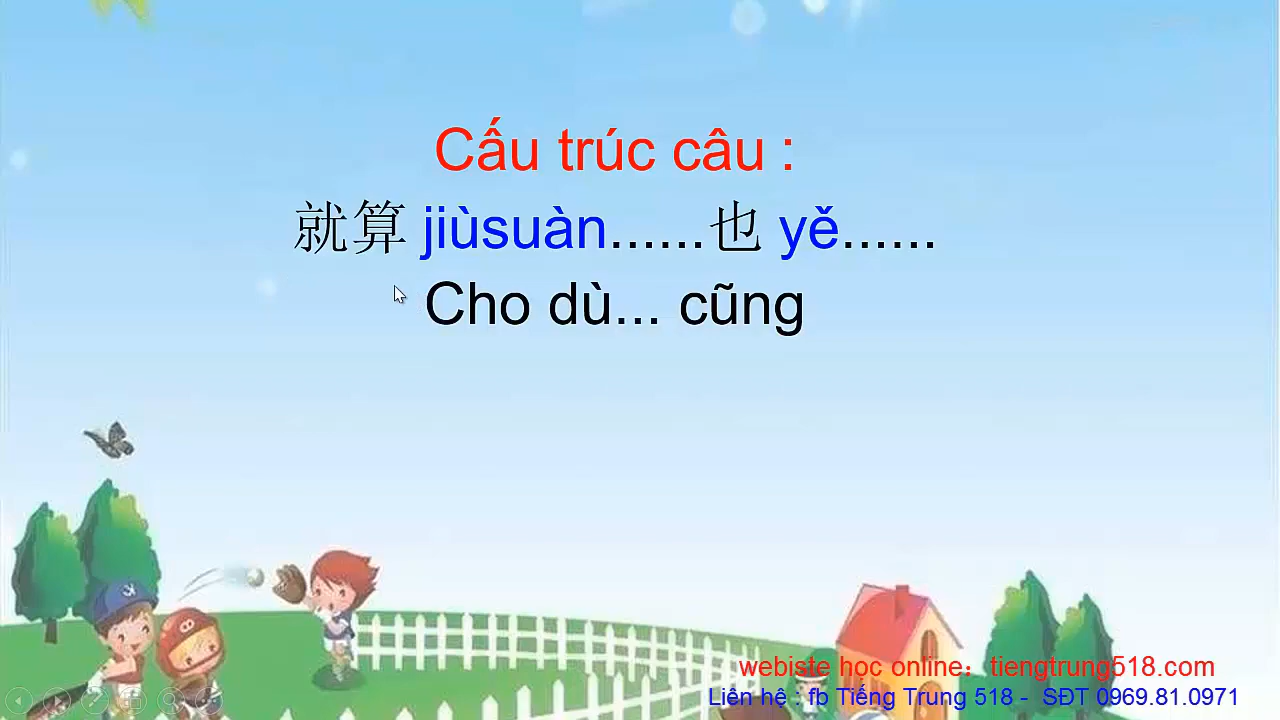 Cấu trúc câu :
就算 jiùsuàn......也 yě......
Cho dù... cũng
webiste học online：tiengtrung518.com
Liên hệ : fb Tiếng Trung 518 - SĐT 0969.81.0971